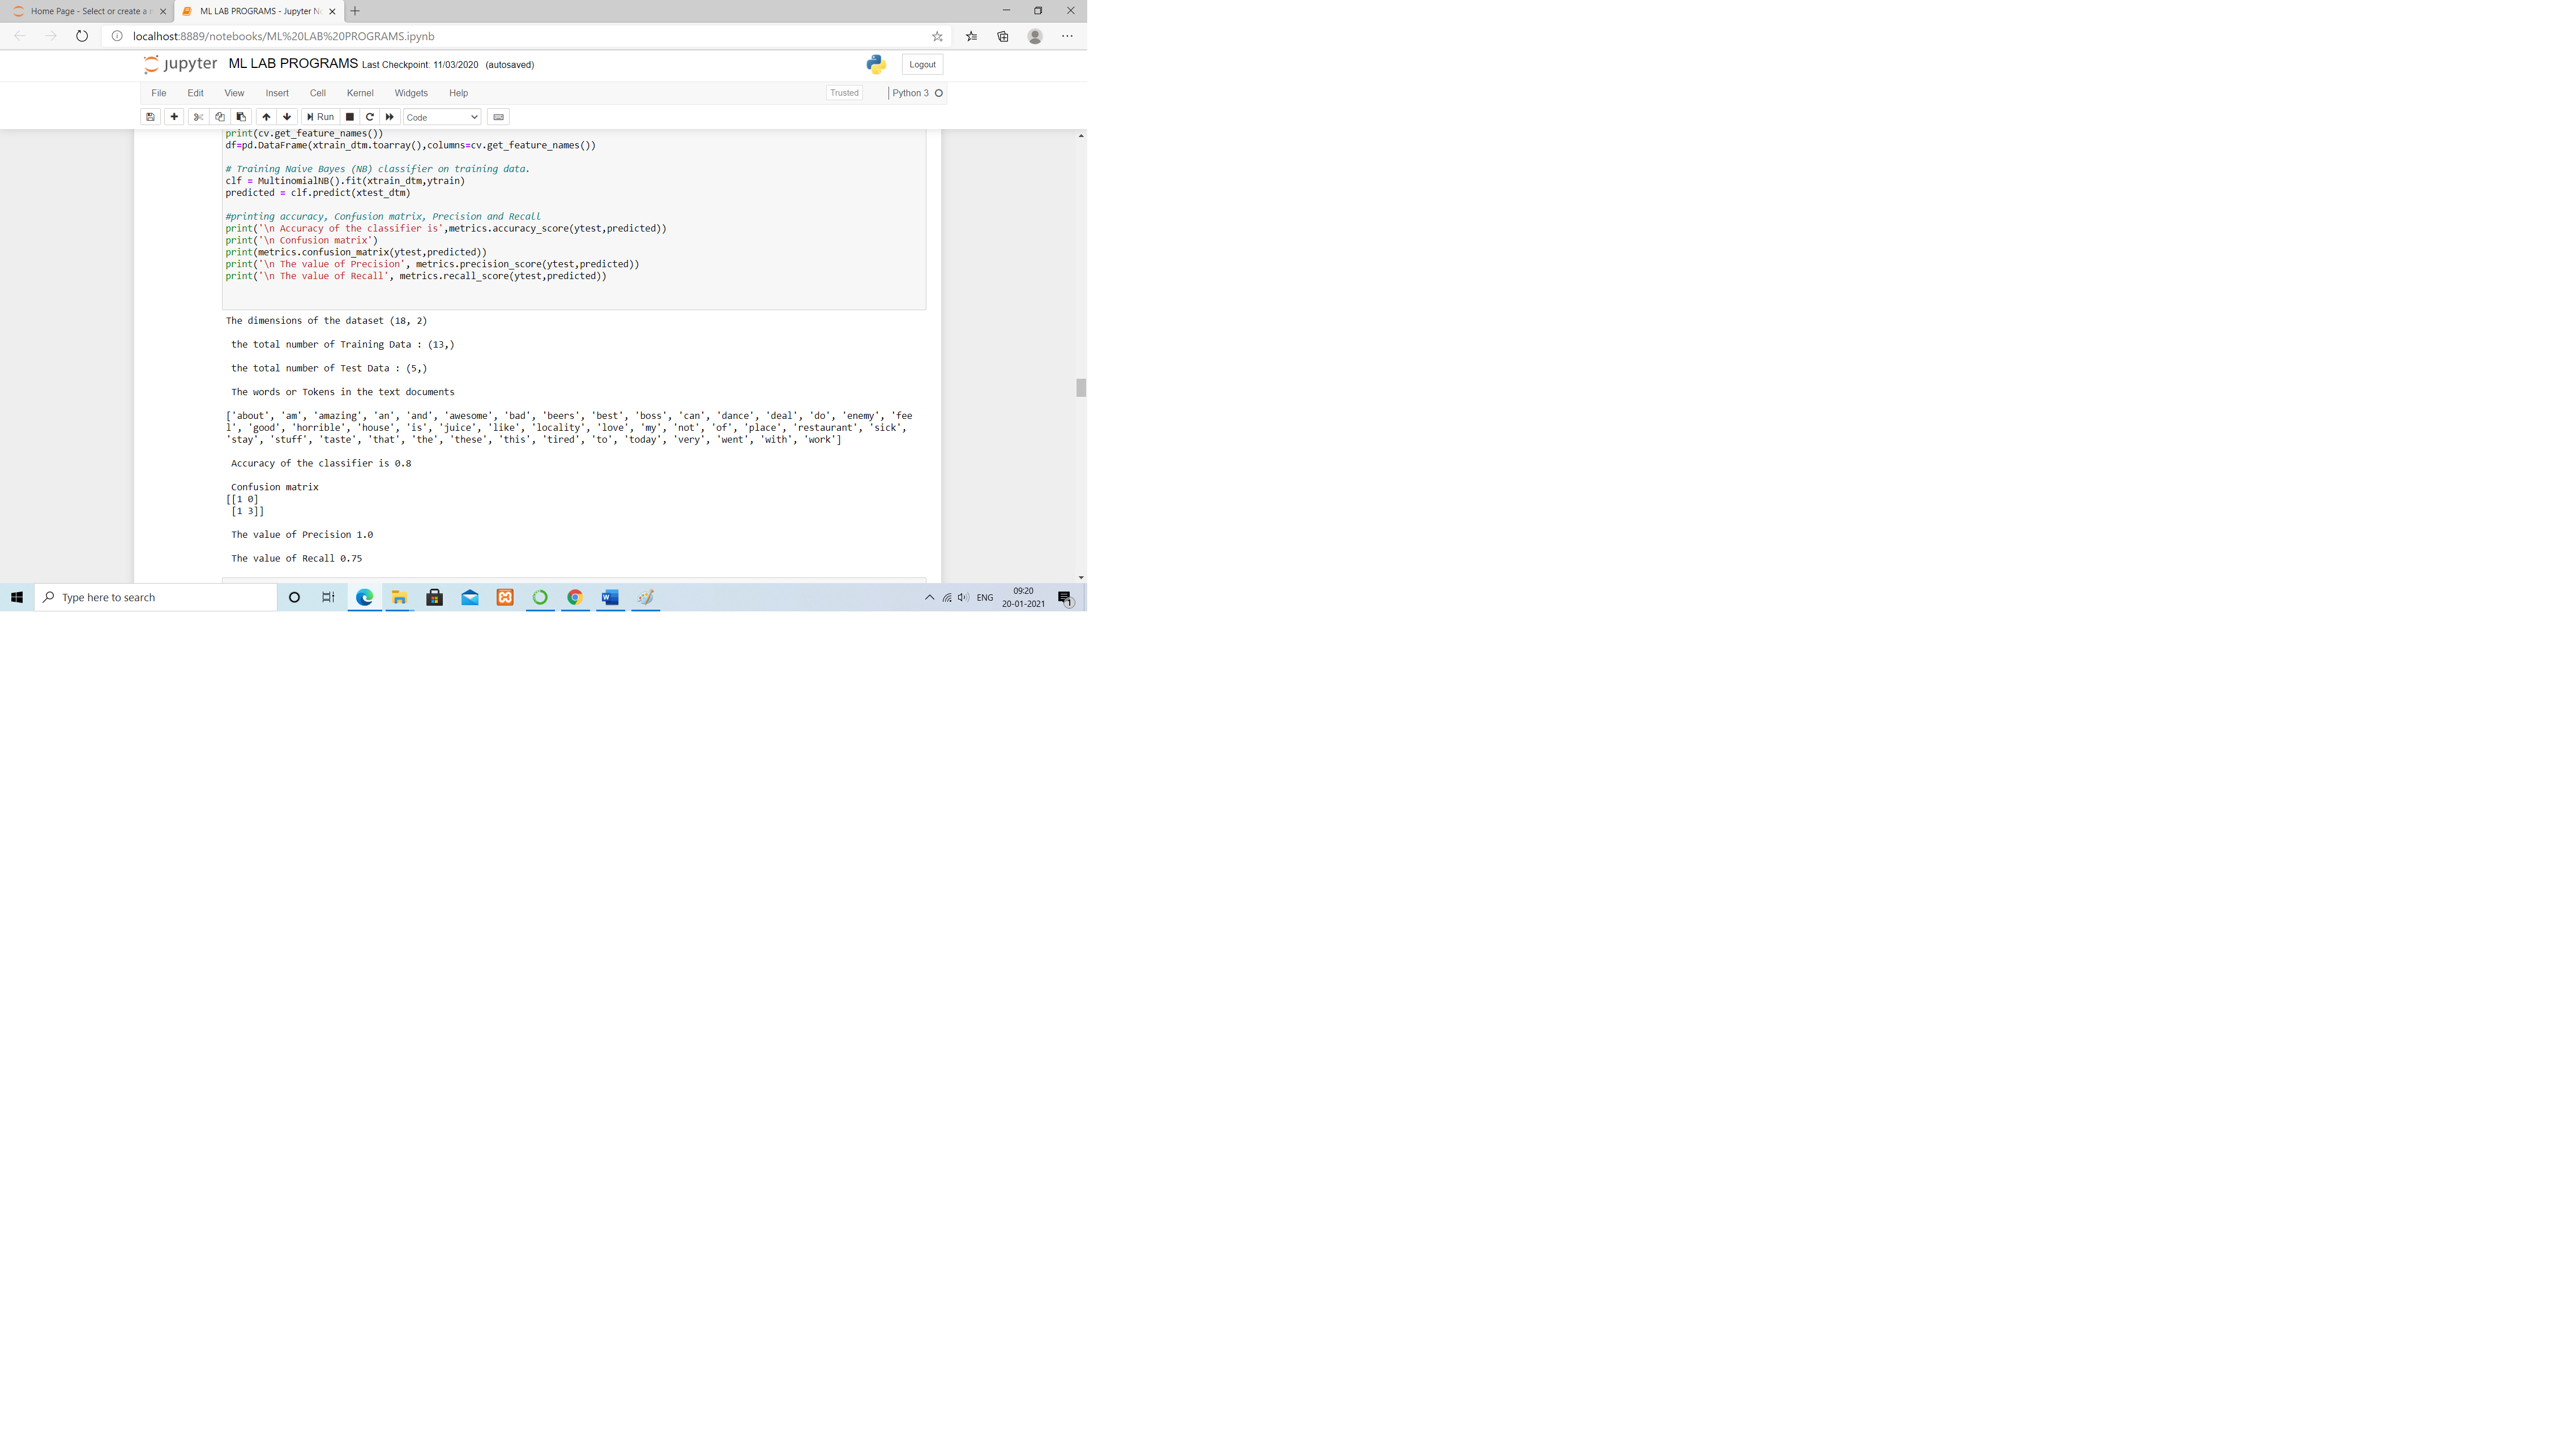 Home Page - Select or create a n
ML LAB PROGRAMS - Jupyter N
localhost:8889/notebooks/ML%20LAB%20PROGRAMS.ipynb
jupyter ML LAB PROGRAMS Last Checkpoint: 11/03/2020 (autosaved) Logout
File Edit View Insert Cell Kernel Widgets Help Trusted Python 3
Run Code
print(cv.get_feature_names())
df=pd.DataFrame(xtrain_dtm.toarray(),columns=cv.get_feature_names())
# Training Naive Bayes (NB) classifier on training data.
clf = MultinomialNB().fit(xtrain_dtm,ytrain)
predicted = clf.predict(xtest_dtm)
#printing accuracy, Confusion matrix, Precision and Recall
print('\n Accuracy of the classifier is',metrics.accuracy_score(ytest,predicted))
print('\n Confusion matrix')
print(metrics.confusion_matrix(ytest,predicted))
print('\n The value of Precision', metrics.precision_score(ytest,predicted))
print('\n The value of Recall', metrics.recall_score(ytest,predicted))
The dimensions of the dataset (18, 2)
the total number of Training Data : (13,)
the total number of Test Data : (5,)
The words or Tokens in the text documents
['about', 'am', 'amazing', 'an', 'and', 'awesome', 'bad', 'beers', 'best', 'boss', 'can', 'dance', 'deal', 'do', 'enemy', 'fee
l', 'good', 'horrible', 'house', 'is', 'juice', 'like', 'locality', 'love', 'my', 'not', 'of', 'place', 'restaurant', 'sick',
'stay', 'stuff', 'taste', 'that', 'the', 'these', 'this', 'tired', 'to', 'today', 'very', 'went', 'with', 'work']
Accuracy of the classifier is 0.8
Confusion matrix
[[1 0]
[1 3]]
The value of Precision 1.0
The value of Recall 0.75
Type here to search
ENG
09:20
20-01-2021
1